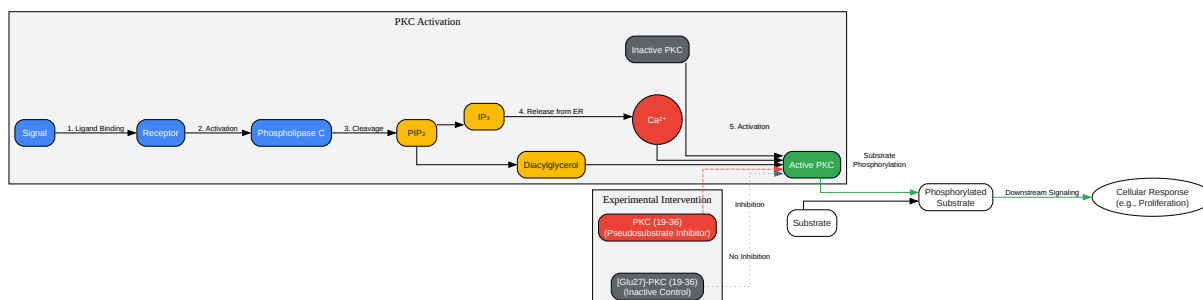 PKC Activation
Inactive PKC
IP₃
4. Release from ER
Ca²⁺
Signal
1. Ligand Binding
Receptor
2. Activation
Phospholipase C
3. Cleavage
PIP₂
5. Activation
Diacylglycerol
Active PKC
Substrate
Phosphorylation
Experimental Intervention
Inhibition
PKC (19-36)
(Pseudosubstrate Inhibitor)
Substrate
Phosphorylated
Substrate
Downstream Signaling
Cellular Response
(e.g., Proliferation)
No Inhibition
[Glu27]-PKC (19-36)
(Inactive Control)